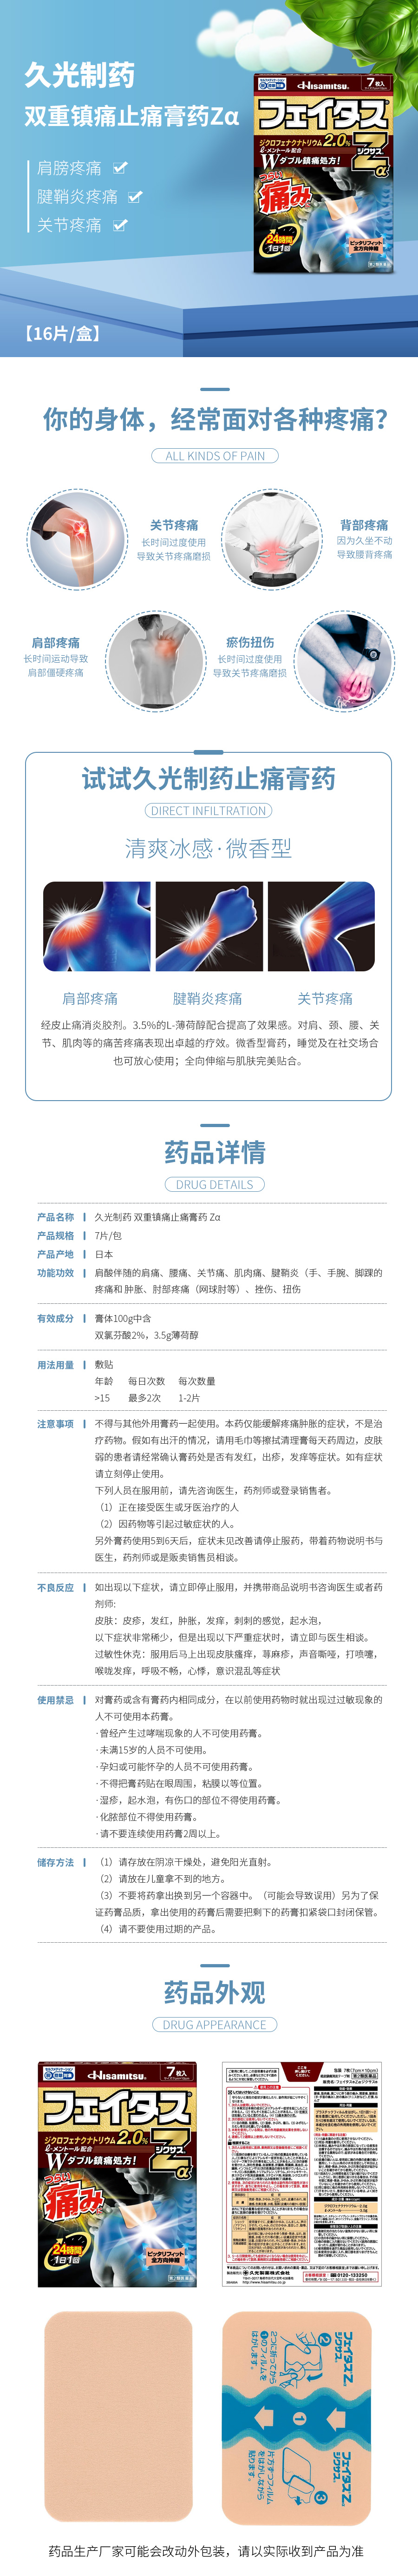 久光制药
双重镇痛止痛膏药Zα
肩膀疼痛
腱鞘炎疼痛
关节疼痛
【16片/盒】
Hisamitsu.
7枚入
フェイタス
Zα
ジクサス
ジクロフェナクナトリウム 2.0%
ℓ-メントール配合
Wダブル鎮痛処方!
つらい
痛み
24時間
1日1回
ピッタリフィット
全方向伸縮
第2類医薬品
你的身体，经常面对各种疼痛?
ALL KINDS OF PAIN
关节疼痛
长时间过度使用
导致关节疼痛磨损
背部疼痛
因为久坐不动
导致腰背疼痛
肩部疼痛
长时间运动导致
肩部僵硬疼痛
瘀伤扭伤
长时间过度使用
导致关节疼痛磨损
试试久光制药止痛膏药
DIRECT INFILTRATION
清爽冰感·微香型
肩部疼痛
腱鞘炎疼痛
关节疼痛
经皮止痛消炎胶剂。3.5%的L-薄荷醇配合提高了效果感。对肩、颈、腰、关
节、肌肉等的痛苦疼痛表现出卓越的疗效。微香型膏药，睡觉及在社交场合
也可放心使用；全向伸缩与肌肤完美贴合。
药品详情
DRUG DETAILS
产品名称 久光制药 双重镇痛止痛膏药 Zα
产品规格 7片/包
产品产地 日本
功能功效 肩酸伴随的肩痛、腰痛、关节痛、肌肉痛、腱鞘炎（手、手腕、脚踝的
疼痛和 肿胀、肘部疼痛（网球肘等）、挫伤、扭伤
有效成分 膏体100g中含
双氯芬酸2%，3.5g薄荷醇
用法用量 敷贴
年龄 每日次数 每次数量
>15 最多2次 1-2片
注意事项 不得与其他外用膏药一起使用。本药仅能缓解疼痛肿胀的症状，不是治
疗药物。假如有出汗的情况，请用毛巾等擦拭清理膏每天药周边，皮肤
弱的患者请经常确认膏药处是否有发红，出疹，发痒等症状。如有症状
请立刻停止使用。
下列人员在服用前，请先咨询医生，药剂师或登录销售者。
（1）正在接受医生或牙医治疗的人
（2）因药物等引起过敏症状的人。
另外膏药使用5到6天后，症状未见改善请停止服药，带着药物说明书与
医生，药剂师或是贩卖销售员相谈。
不良反应 如出现以下症状，请立即停止服用，并携带商品说明书咨询医生或者药
剂师:
皮肤：皮疹，发红，肿胀，发痒，刺刺的感觉，起水泡，
以下症状非常稀少，但是出现以下严重症状时，请立即与医生相谈。
过敏性休克：服用后马上出现皮肤瘙痒，荨麻疹，声音嘶哑，打喷嚏，
喉咙发痒，呼吸不畅，心悸，意识混乱等症状
使用禁忌 对膏药或含有膏药内相同成分，在以前使用药物时就出现过过敏现象的
人不可使用本药膏。
·曾经产生过哮喘现象的人不可使用药膏。
·未满15岁的人员不可使用。
·孕妇或可能怀孕的人员不可使用药膏。
·不得把膏药贴在眼周围，粘膜以等位置。
·湿疹，起水泡，有伤口的部位不得使用药膏。
·化脓部位不得使用药膏。
·请不要连续使用药膏2周以上。
储存方法 （1）请存放在阴凉干燥处，避免阳光直射。
（2）请放在儿童拿不到的地方。
（3）不要将药拿出换到另一个容器中。（可能会导致误用）另为了保
证药膏品质，拿出使用的药膏后需要把剩下的药膏扣紧袋口封闭保管。
（4）请不要使用过期的产品。
药品外观
DRUG APPEARANCE
Hisamitsu.
7枚入
フェイタス
Zα
ジクサス
ジクロフェナクナトリウム 2.0%
ℓ-メントール配合
Wダブル鎮痛処方!
つらい
痛み
24時間
1日1回
ピッタリフィット
全方向伸縮
第2類医薬品
久光製薬株式会社
0120-133250
フェイタスZ
ジクサス
药品生产厂家可能会改动外包装，请以实际收到产品为准